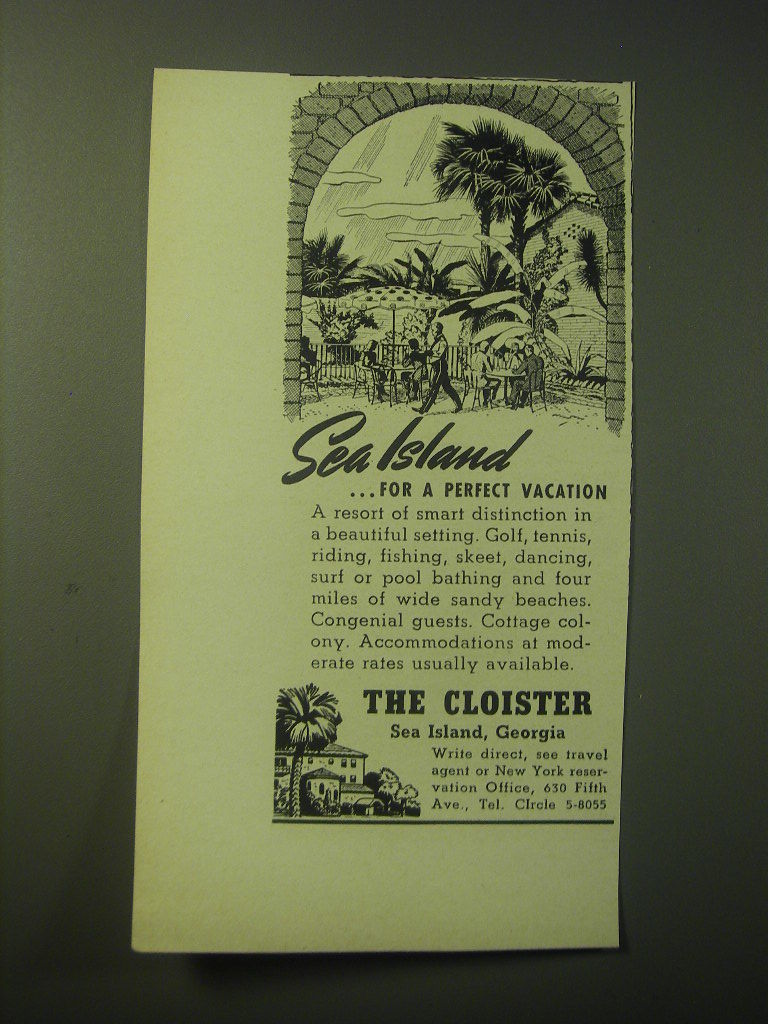 Sea Island
...FOR A PERFECT VACATION
A resort of smart distinction in
a beautiful setting. Golf, tennis,
riding, fishing, skeet, dancing,
surf or pool bathing and four
miles of wide sandy beaches.
Congenial guests. Cottage col-
ony. Accommodations at mod-
erate rates usually available.
THE CLOISTER
Sea Island, Georgia
Write direct, see travel
agent or New York reser-
vation Office, 630 Fifth
Ave., Tel. CIrcle 5-8055